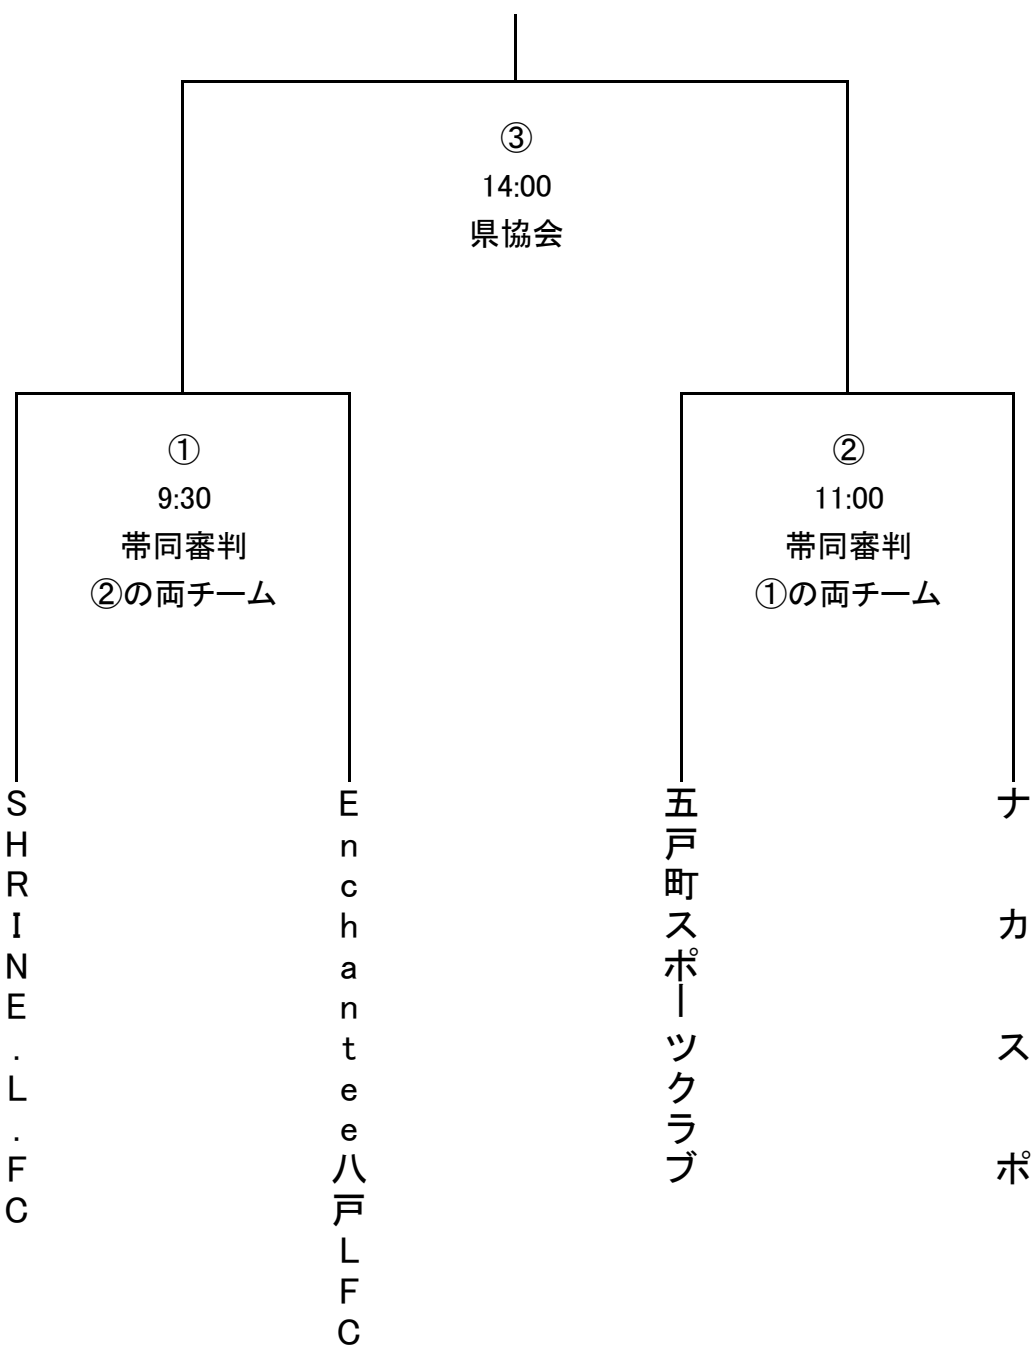 ③
14:00
県協会
①
9:30
帯同審判
②の両チーム
②
11:00
帯同審判
①の両チーム
SHRINE.L.FC
Enchantee八戸LFC
五戸町スポーツクラブ
ナカスポ